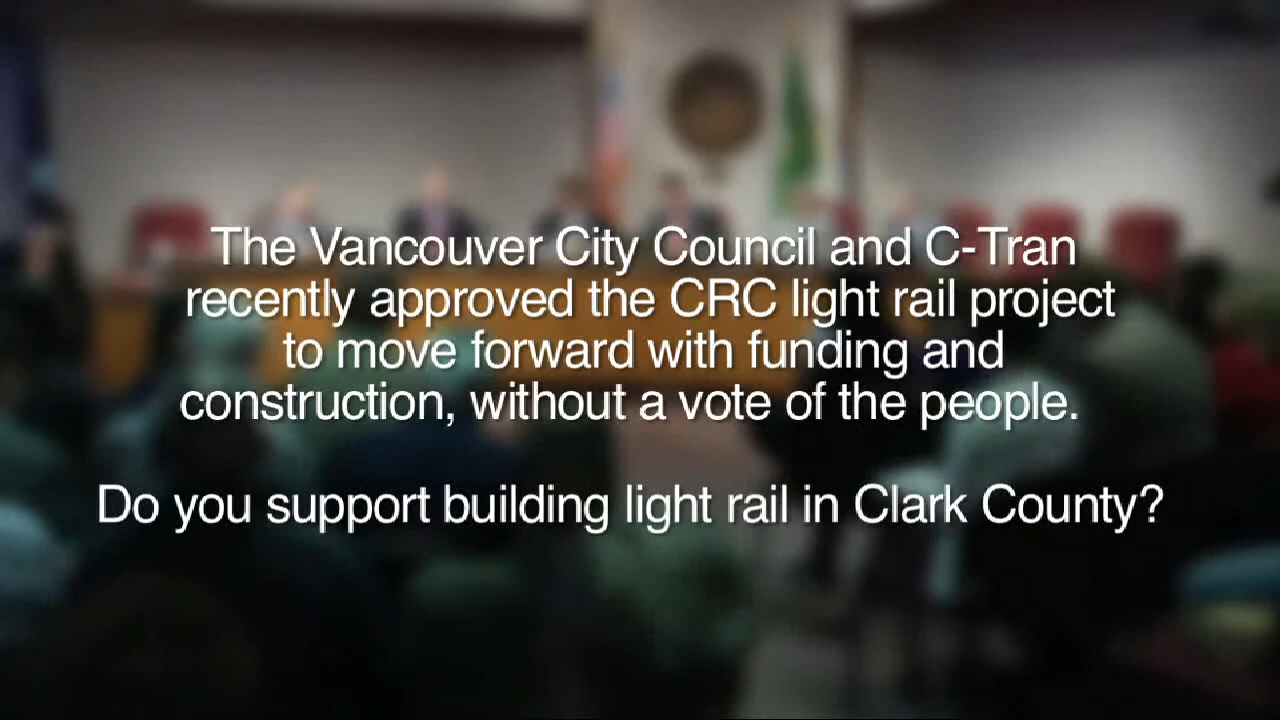 The Vancouver City Council and C-Tran
recently approved the CRC light rail project
to move forward with funding and
construction, without a vote of the people.
Do you support building light rail in Clark County?